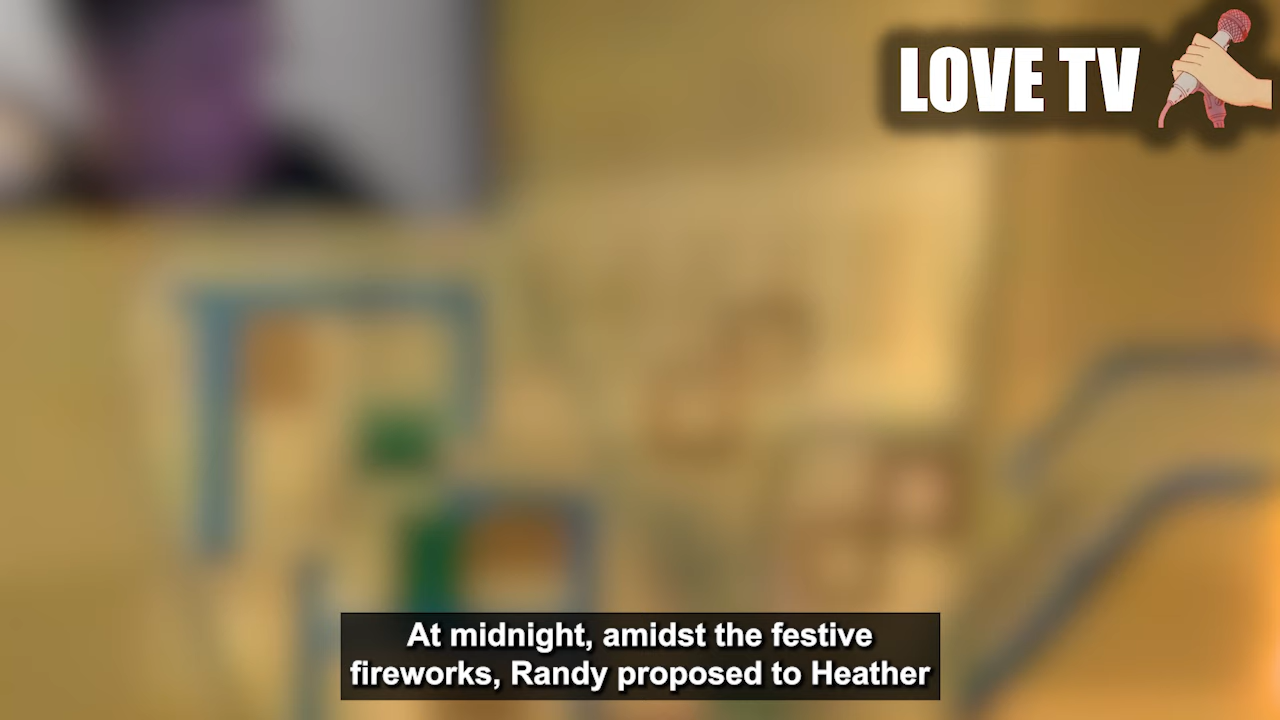 LOVE TV
At midnight, amidst the festive
fireworks, Randy proposed to Heather